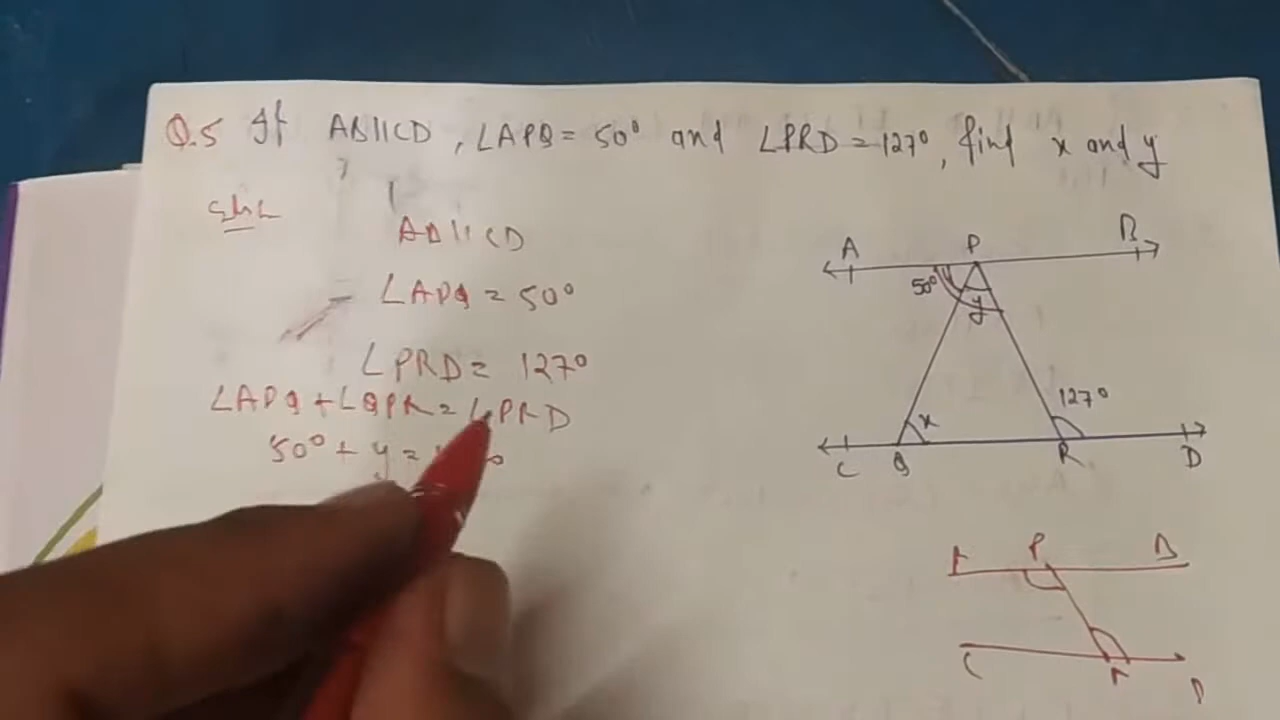 Q.5 If AB||CD, ∠APQ = 50° and ∠PRD = 127°, find x and y
Soln
AB||CD
∠APQ = 50°
∠PRD = 127°
∠APQ + ∠QPR = ∠PRD
50° + y =
A P B
50° y
x 127°
C Q R D
A P B
C R D